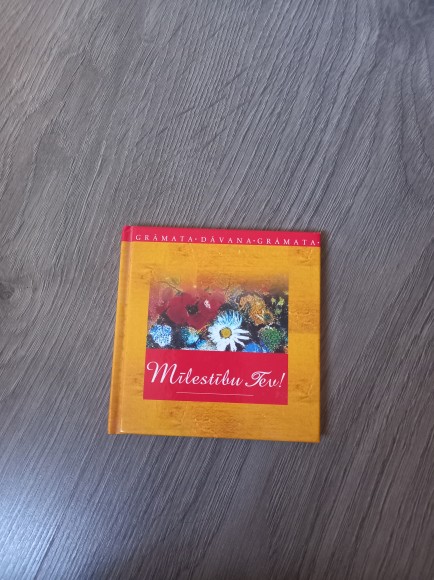 GRĀMATA • DĀVANA • GRĀMATA •
Mīlestību Tev!